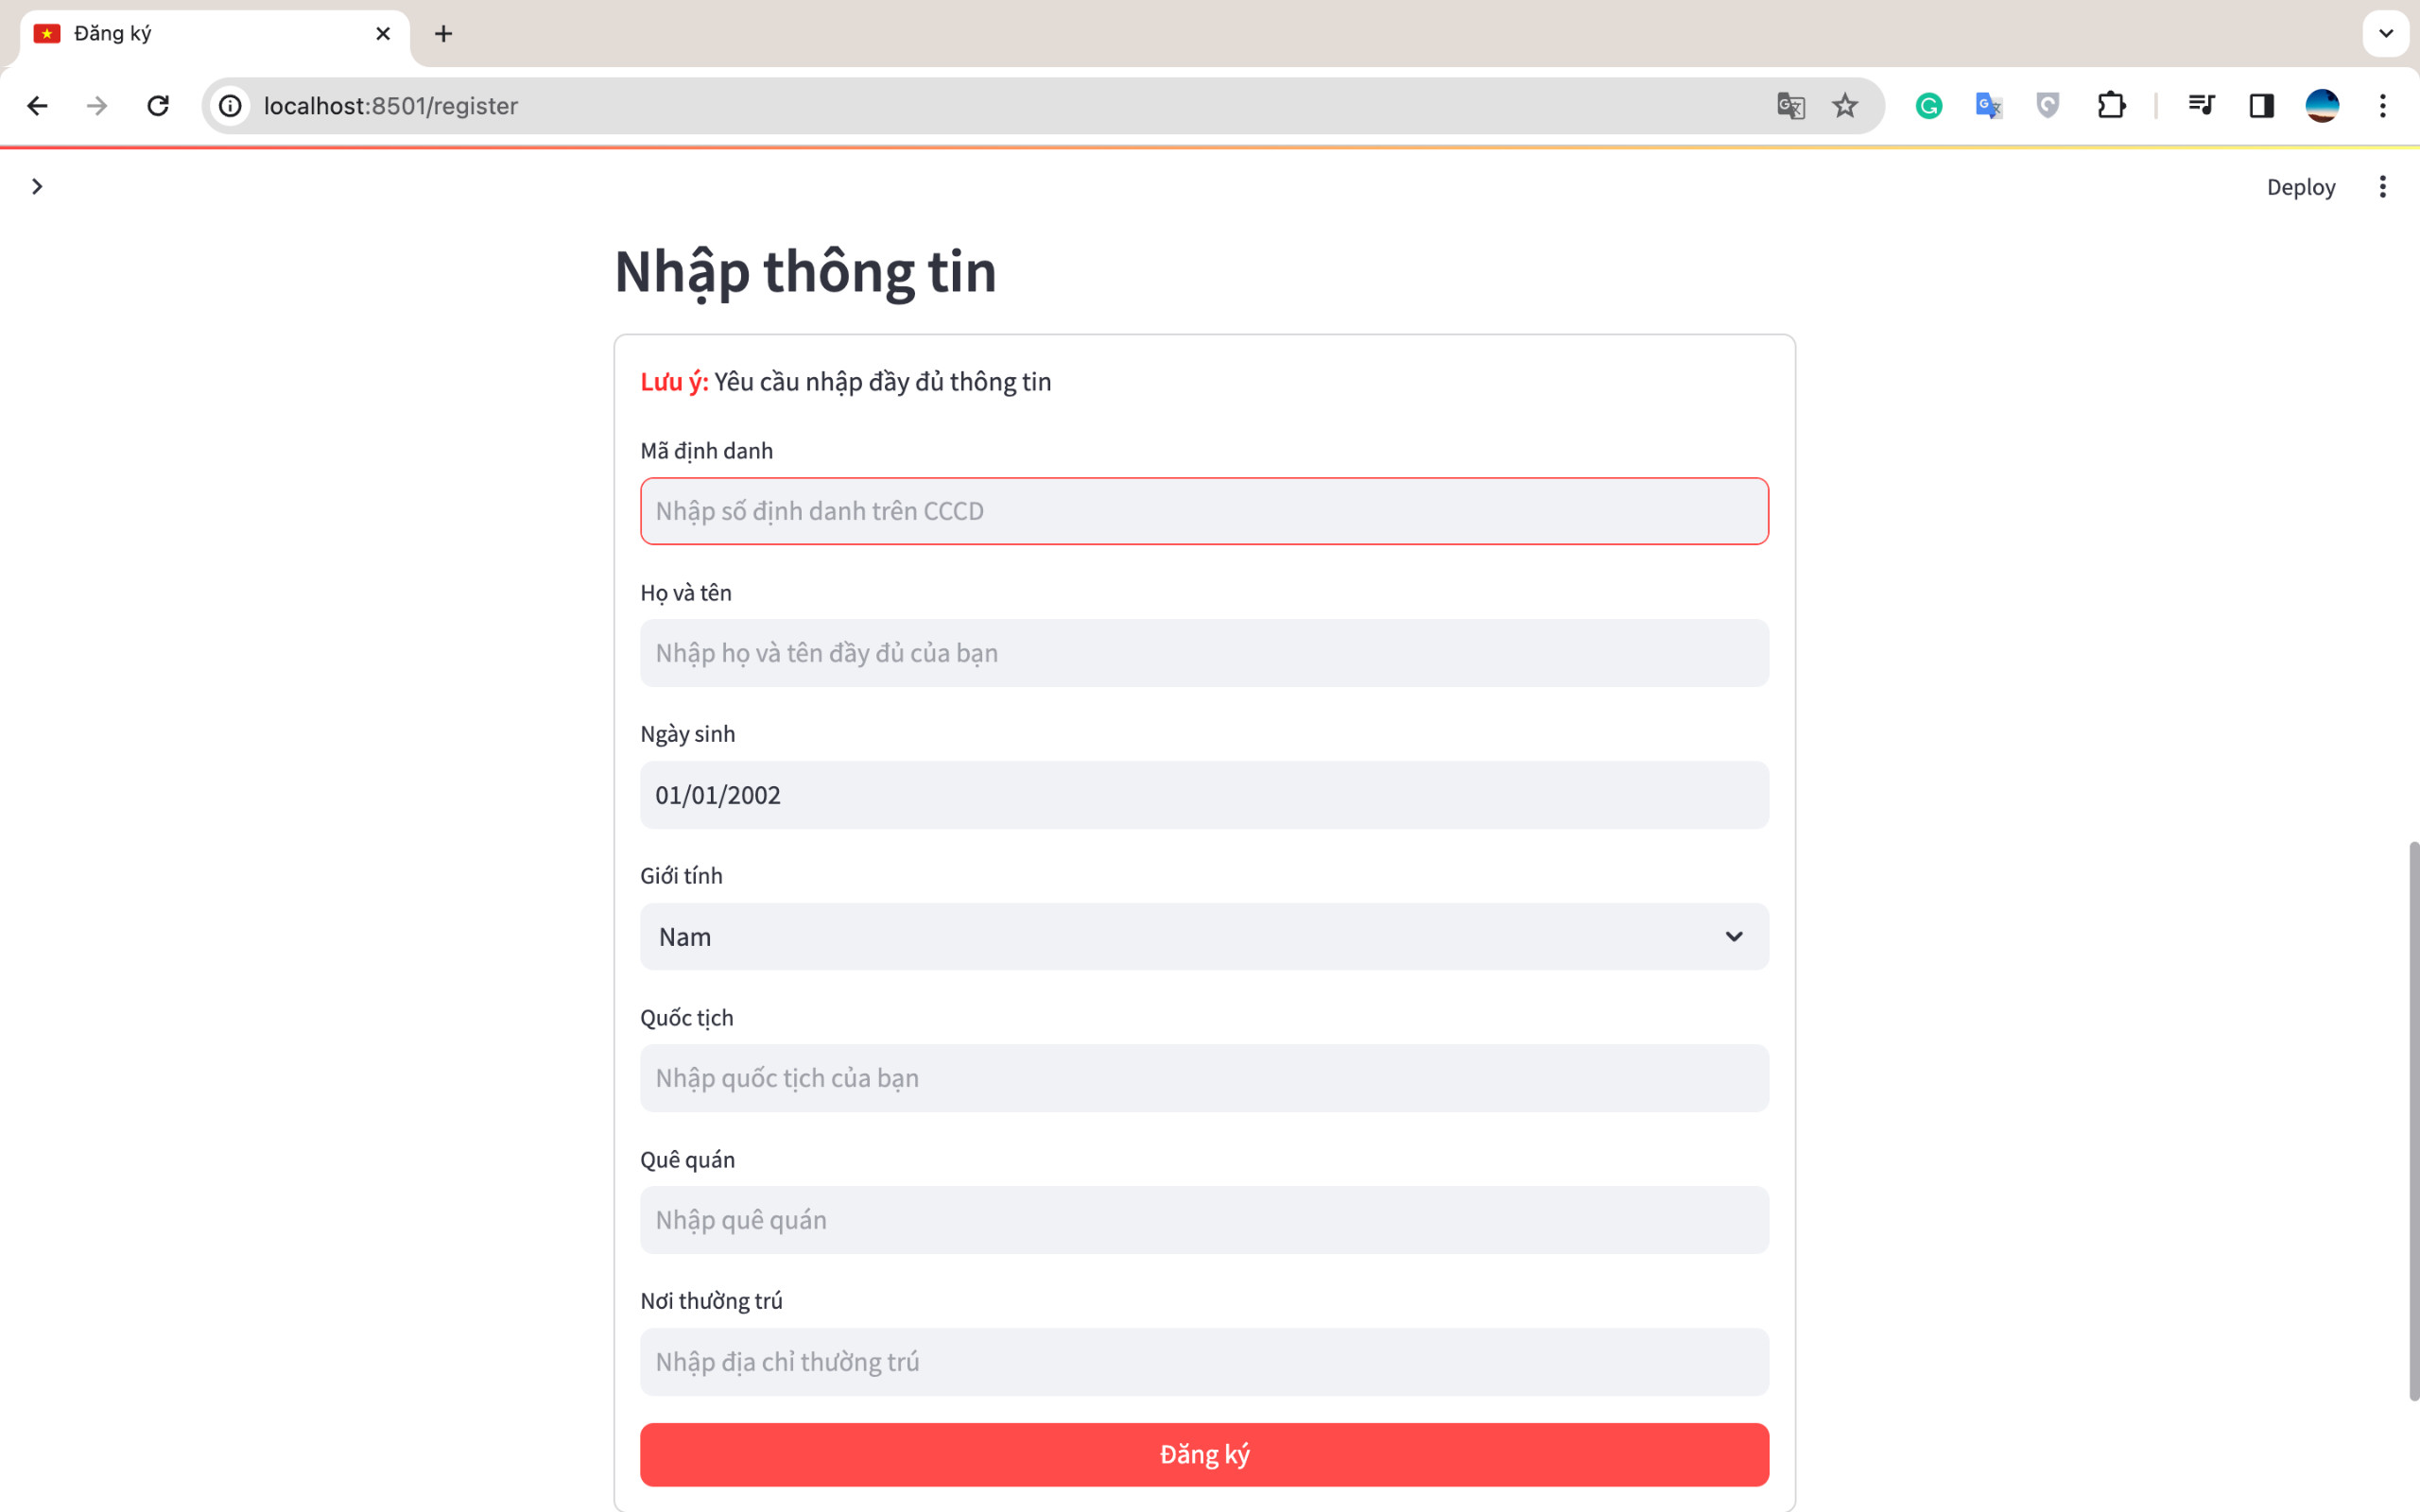 Đăng ký
localhost:8501/register
Deploy
Nhập thông tin
Lưu ý: Yêu cầu nhập đầy đủ thông tin
Mã định danh
Nhập số định danh trên CCCD
Họ và tên
Nhập họ và tên đầy đủ của bạn
Ngày sinh
01/01/2002
Giới tính
Nam
Quốc tịch
Nhập quốc tịch của bạn
Quê quán
Nhập quê quán
Nơi thường trú
Nhập địa chỉ thường trú
Đăng ký